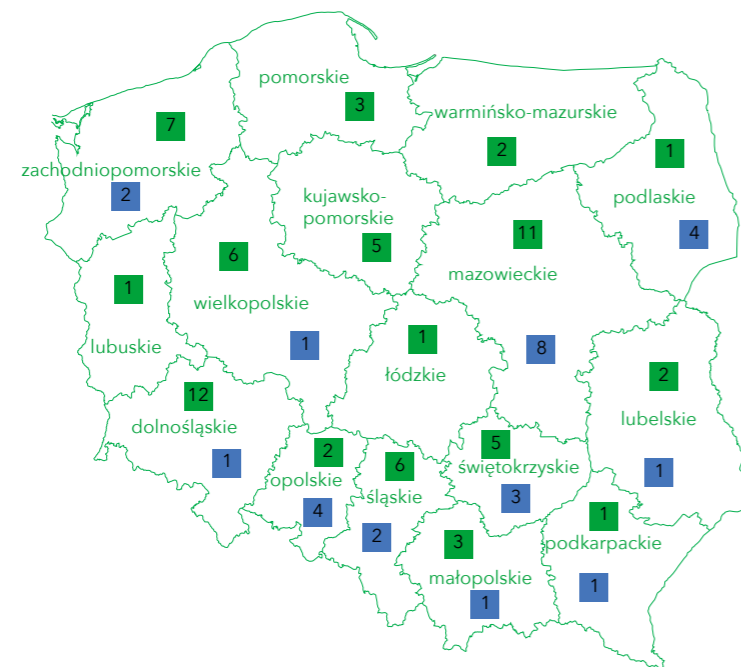 pomorskie
3
warmińsko-mazurskie
2
7
zachodniopomorskie
2
1
podlaskie
4
kujawsko-
pomorskie
5
11
mazowieckie
8
6
wielkopolskie
1
1
lubuskie
1
łódzkie
2
lubelskie
1
12
dolnośląskie
1
2
opolskie
4
6
śląskie
2
5
świętokrzyskie
3
3
małopolskie
1
1
podkarpackie
1